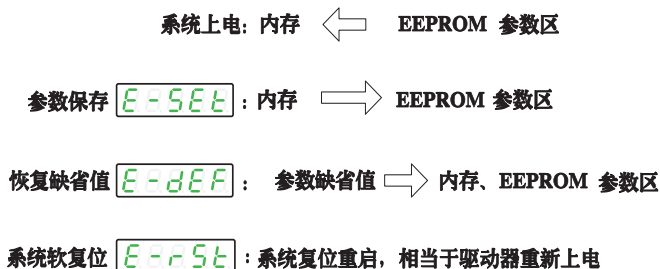 系统上电: 内存 EEPROM 参数区
参数保存 E-SEt : 内存 EEPROM 参数区
恢复缺省值 E-dEF : 参数缺省值 内存、EEPROM 参数区
系统软复位 E-rSt : 系统复位重启, 相当于驱动器重新上电